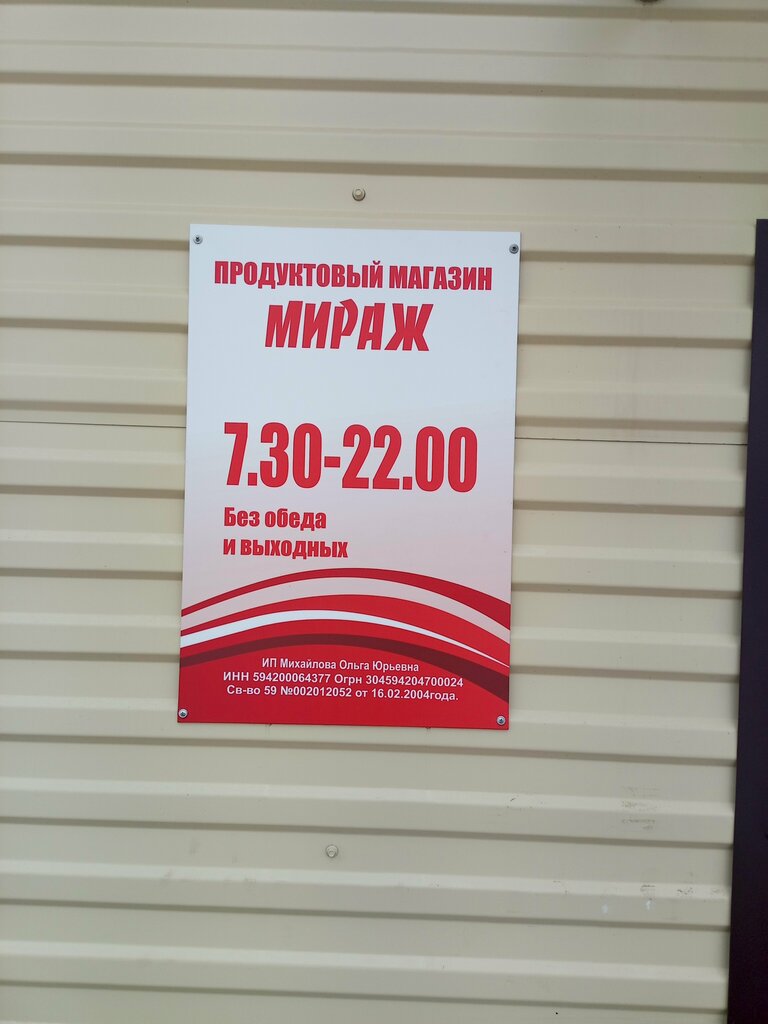 ПРОДУКТОВЫЙ МАГАЗИН
МИРАЖ
7.30-22.00
Без обеда
и выходных
ИП Михайлова Ольга Юрьевна
ИНН 594200064377 Огрн 304594204700024
Св-во 59 №002012052 от 16.02.2004года.